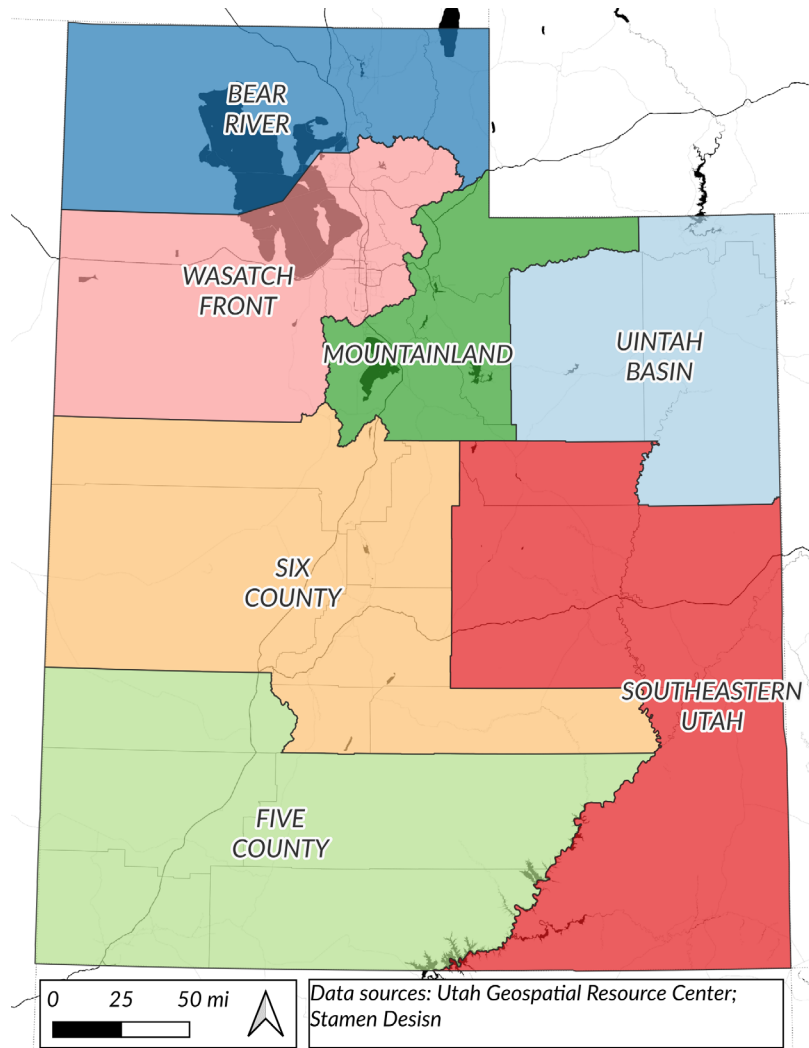 BEAR
RIVER
WASATCH
FRONT
MOUNTAINLAND
UINTAH
BASIN
SIX
COUNTY
SOUTHEASTERN
UTAH
FIVE
COUNTY
0 25 50 mi
Data sources: Utah Geospatial Resource Center;
Stamen Desisn